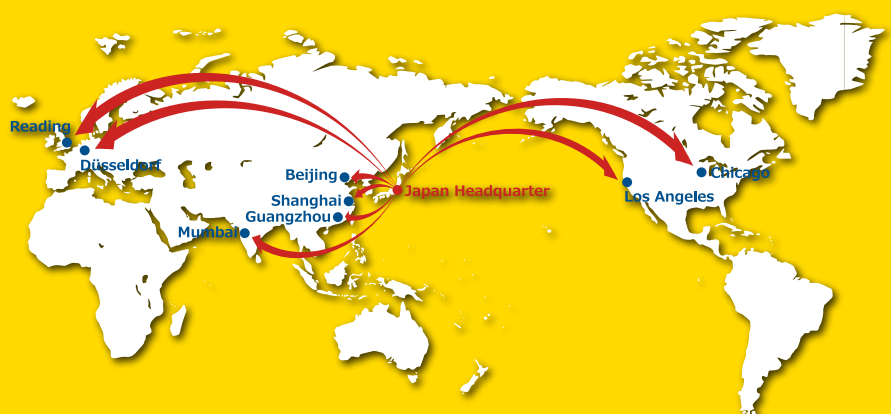 Reading
Düsseldorf
Beijing
Shanghai
Guangzhou
Mumbai
Japan Headquarter
Los Angeles
Chicago